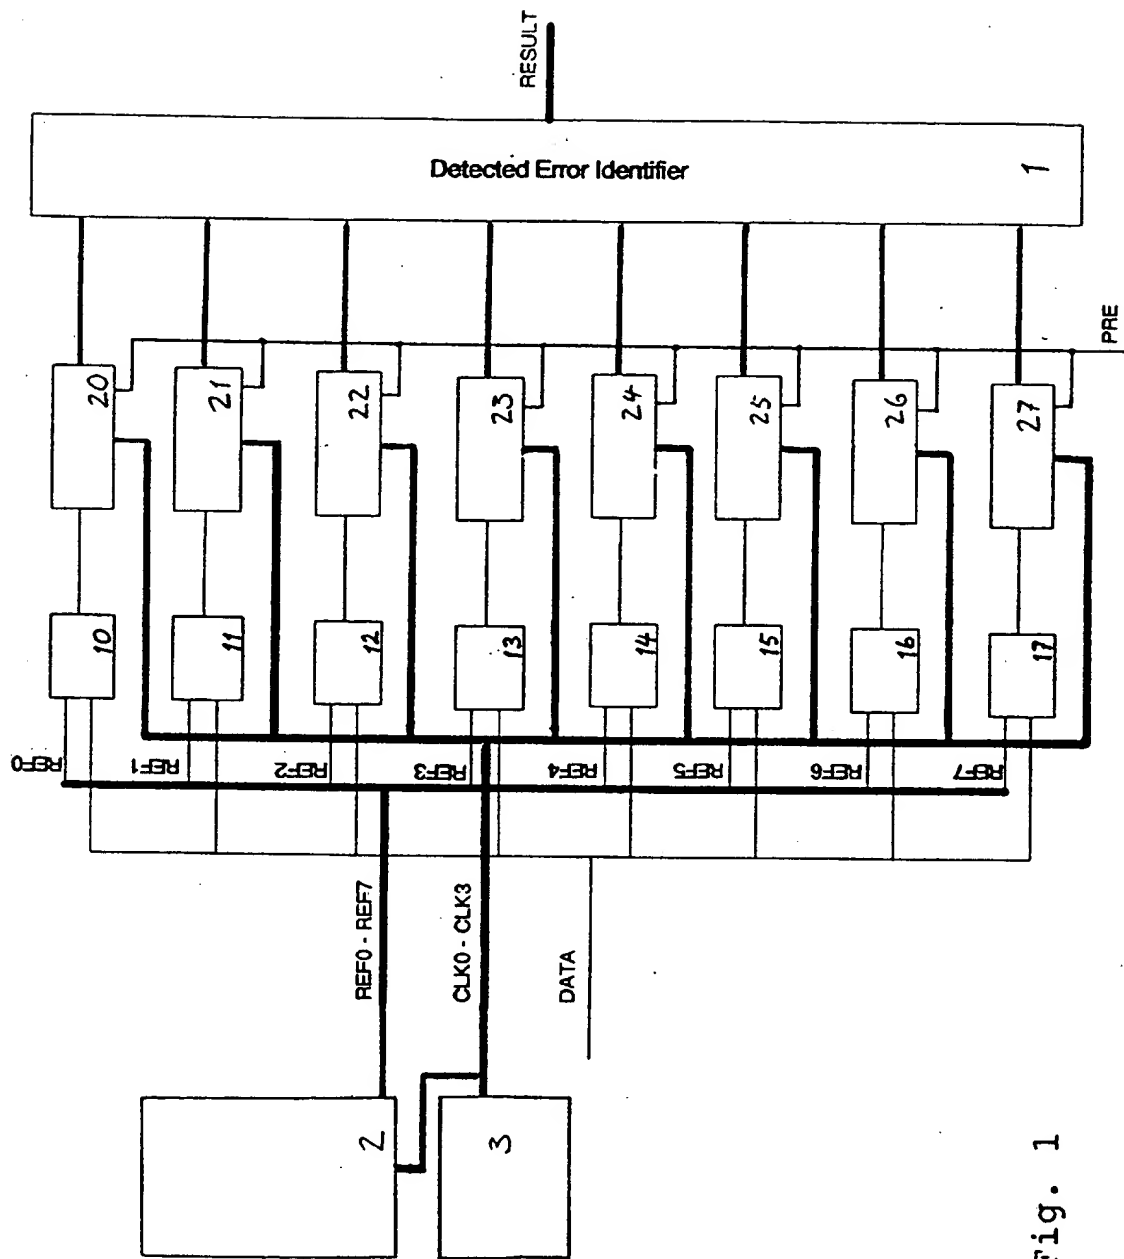 RESULT
Detected Error Identifier
1
PRE
20
21
22
23
24
25
26
27
10
11
12
13
14
15
16
17
REF0
REF1
REF2
REF3
REF4
REF5
REF6
REF7
REF0 - REF7
CLK0 - CLK3
DATA
2
3
Fig. 1